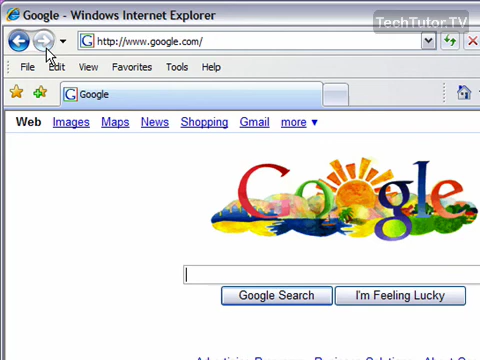 Google - Windows Internet Explorer
TechTutor.TV
http://www.google.com/
File Edit View Favorites Tools Help
Google
Web Images Maps News Shopping Gmail more ▼
Google
Google Search I'm Feeling Lucky